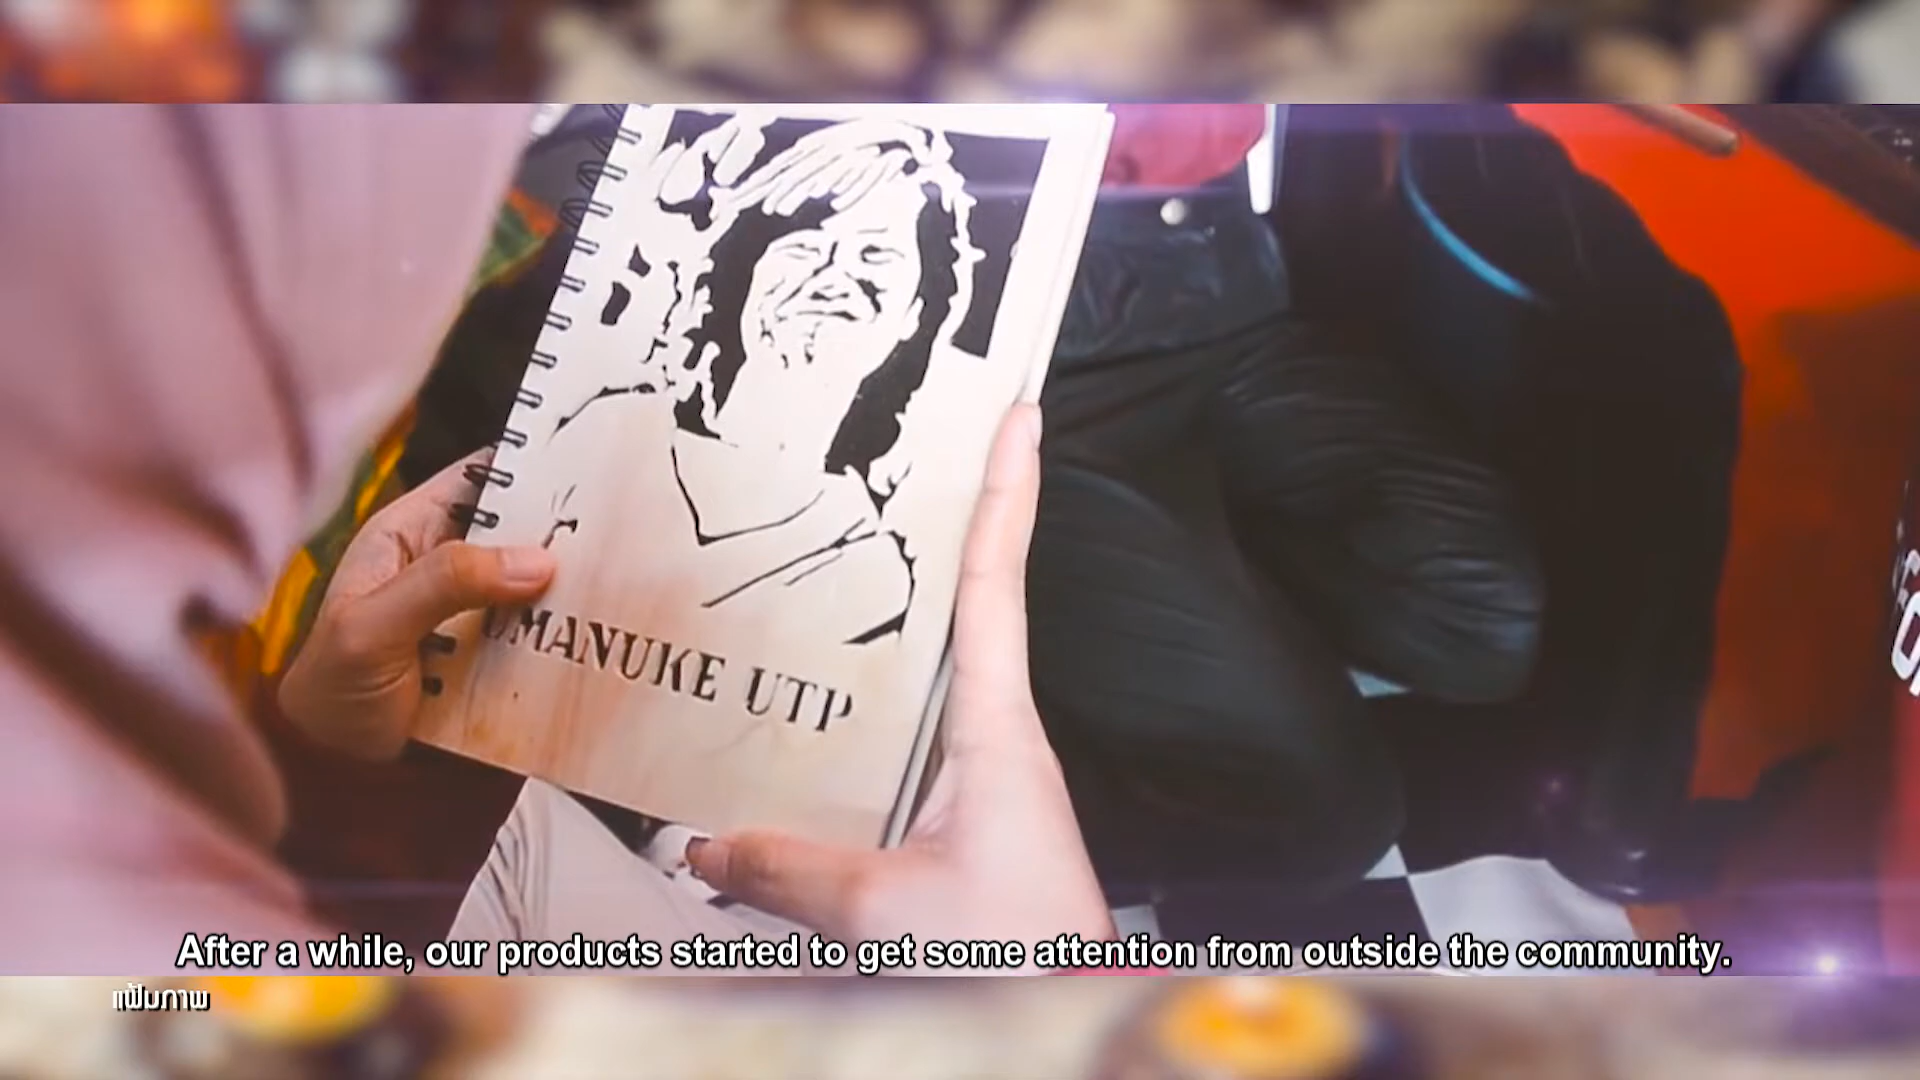 UMANUKE UTP
After a while, our products started to get some attention from outside the community.
แฟ้มภาพ